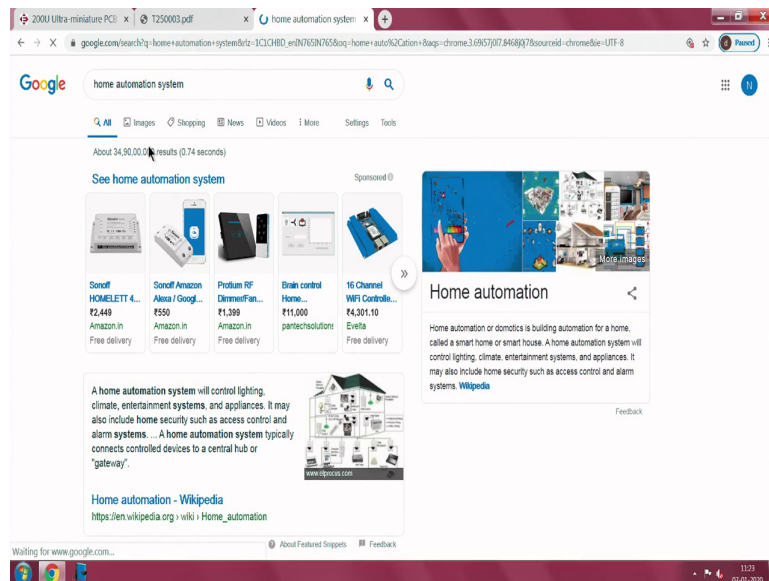 200U Ultra-miniature PCB
T250003.pdf
home automation system
google.com/search?q=home+automation+system&rlz=1C1CHBD_enIN765IN765&oq=home+auto%2Cation+&aqs=chrome.3.69i57j0l7.8468j0j7&sourceid=chrome&ie=UTF-8
Paused
Google
home automation system
N
All Images Shopping News Videos More Settings Tools
About 34,90,00,000 results (0.74 seconds)
See home automation system
Sponsored
Sonoff HOMELETT 4...
₹2,449
Amazon.in
Free delivery
Sonoff Amazon Alexa / Googl...
₹550
Amazon.in
Free delivery
Protium RF Dimmer/Fan...
₹1,399
Amazon.in
Free delivery
Brain control Home...
₹11,000
pantechsolutions
16 Channel WiFi Controlle...
₹4,301.10
Evelta
Free delivery
More images
Home automation
Home automation or domotics is building automation for a home,
called a smart home or smart house. A home automation system will
control lighting, climate, entertainment systems, and appliances. It
may also include home security such as access control and alarm
systems. Wikipedia
Feedback
A home automation system will control lighting,
climate, entertainment systems, and appliances. It
may also include home security such as access control and
alarm systems. ... A home automation system typically
connects controlled devices to a central hub or
"gateway".
www.elprocus.com
Home automation - Wikipedia
https://en.wikipedia.org › wiki › Home_automation
About Featured Snippets Feedback
Waiting for www.google.com...
11:23
07-01-2020